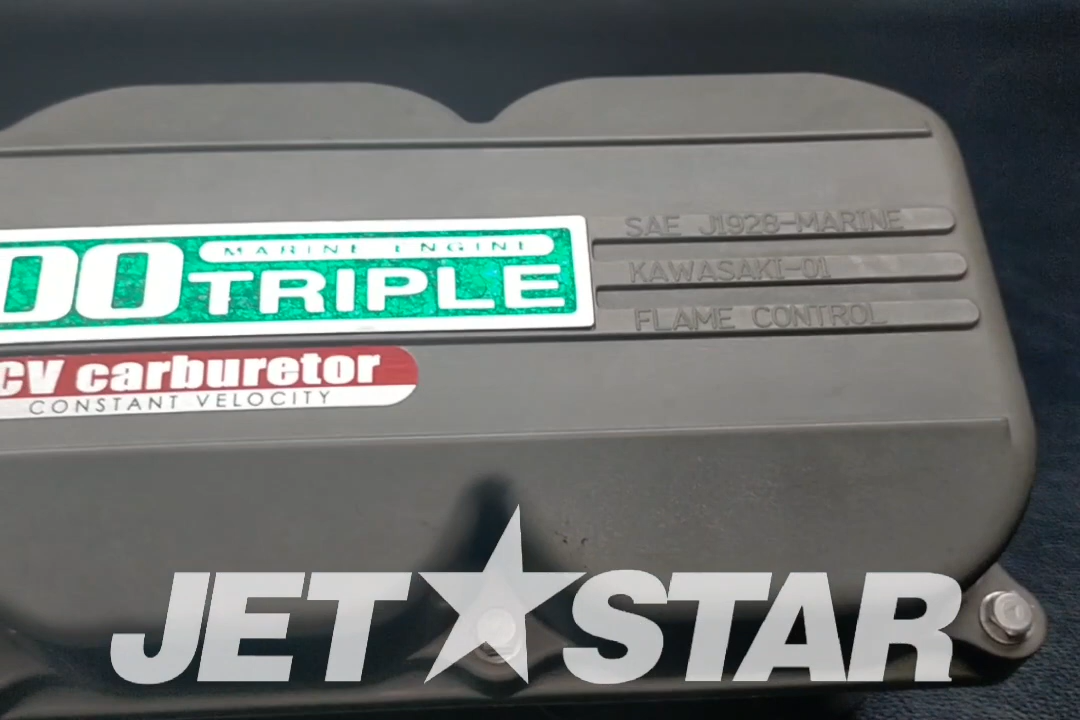 MARINE ENGINE
00 TRIPLE
CV carburetor
CONSTANT VELOCITY
SAE J1928-MARINE
KAWASAKI-01
FLAME CONTROL
JET STAR